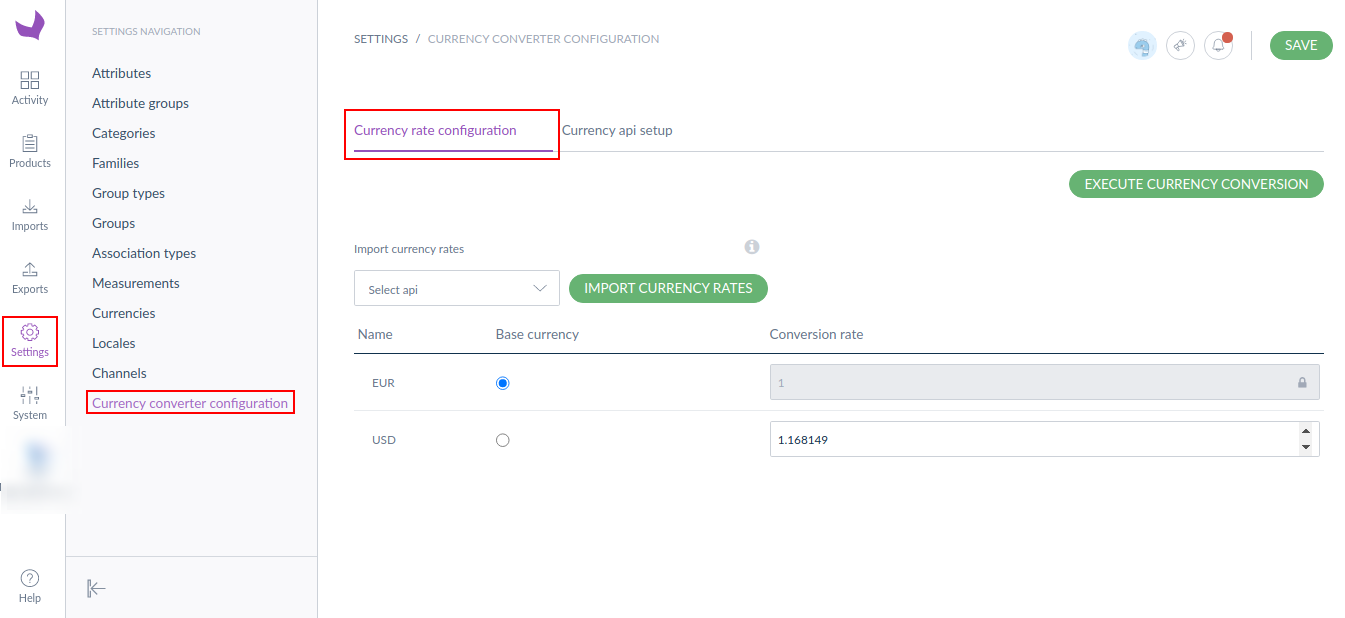 Activity
Products
Imports
Exports
Settings
System
Help
SETTINGS NAVIGATION
Attributes
Attribute groups
Categories
Families
Group types
Groups
Association types
Measurements
Currencies
Locales
Channels
Currency converter configuration
SETTINGS / CURRENCY CONVERTER CONFIGURATION
SAVE
Currency rate configuration Currency api setup
EXECUTE CURRENCY CONVERSION
Import currency rates
Select api IMPORT CURRENCY RATES
Name Base currency Conversion rate
EUR 1
USD 1.168149